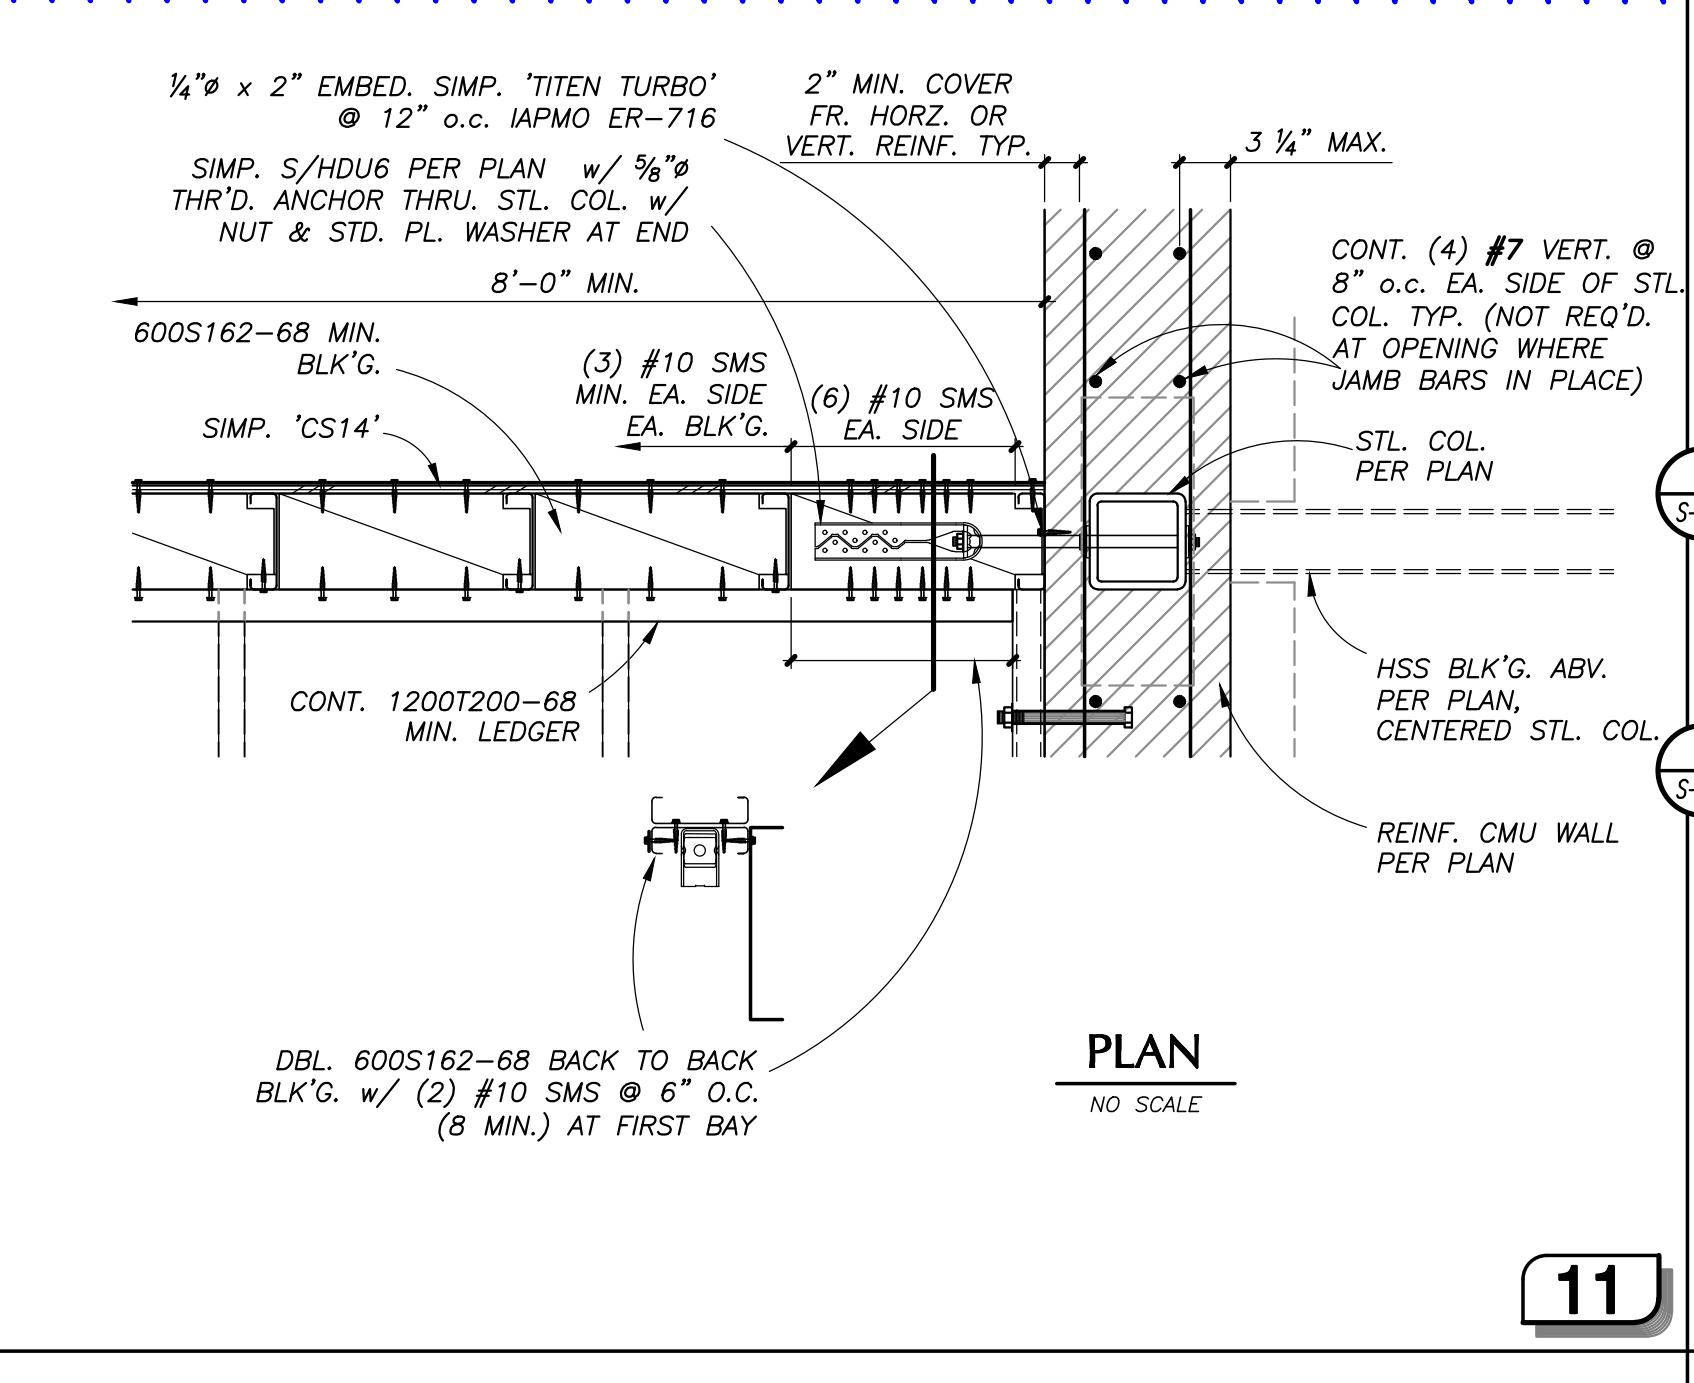 ¼"ø x 2" EMBED. SIMP. 'TITEN TURBO'
@ 12" o.c. IAPMO ER-716
2" MIN. COVER
FR. HORZ. OR
VERT. REINF. TYP.
3 ¼" MAX.
SIMP. S/HDU6 PER PLAN w/ ⅝"ø
THR'D. ANCHOR THRU. STL. COL. w/
NUT & STD. PL. WASHER AT END
8'-0" MIN.
CONT. (4) #7 VERT. @
8" o.c. EA. SIDE OF STL.
COL. TYP. (NOT REQ'D.
AT OPENING WHERE
JAMB BARS IN PLACE)
600S162-68 MIN.
BLK'G.
(3) #10 SMS
MIN. EA. SIDE
EA. BLK'G.
(6) #10 SMS
EA. SIDE
SIMP. 'CS14'
STL. COL.
PER PLAN
S-
CONT. 1200T200-68
MIN. LEDGER
HSS BLK'G. ABV.
PER PLAN,
CENTERED STL. COL.
S-
REINF. CMU WALL
PER PLAN
DBL. 600S162-68 BACK TO BACK
BLK'G. w/ (2) #10 SMS @ 6" O.C.
(8 MIN.) AT FIRST BAY
PLAN
NO SCALE
11